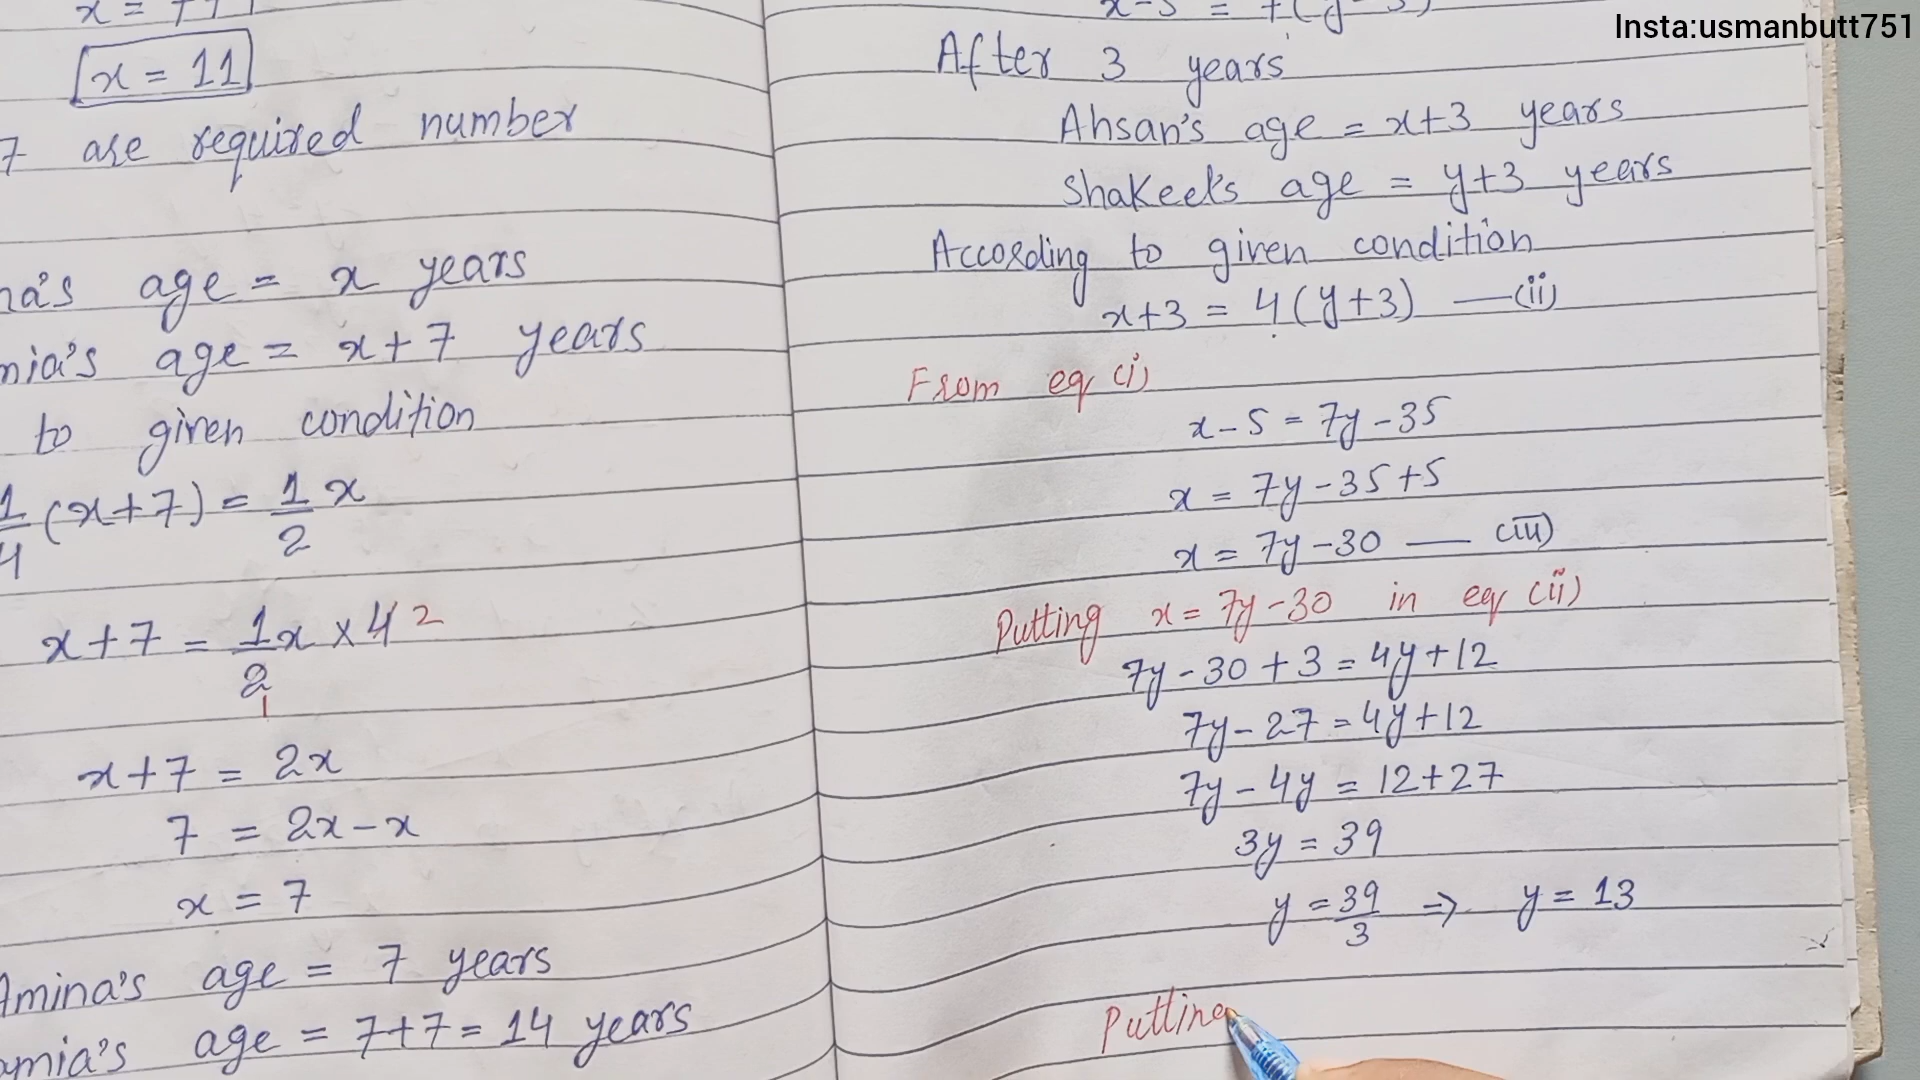 Insta:usmanbutt751
x = 11
7 are required number
age = x years
age = x+7 years
to given condition
1/4 (x+7) = 1/2 x
x+7 = 1/2 x × 4 2
1
x+7 = 2x
7 = 2x-x
x = 7
Amina's age = 7 years
age = 7+7 = 14 years
After 3 years
Ahsan's age = x+3 years
Shakeel's age = y+3 years
According to given condition
x+3 = 4(y+3) —(ii)
From eq (i)
x-5 = 7y-35
x = 7y-35+5
x = 7y-30 — (iii)
Putting x = 7y-30 in eq (ii)
7y-30+3 = 4y+12
7y-27 = 4y+12
7y-4y = 12+27
3y = 39
y = 39/3 ⇒ y = 13
Putting